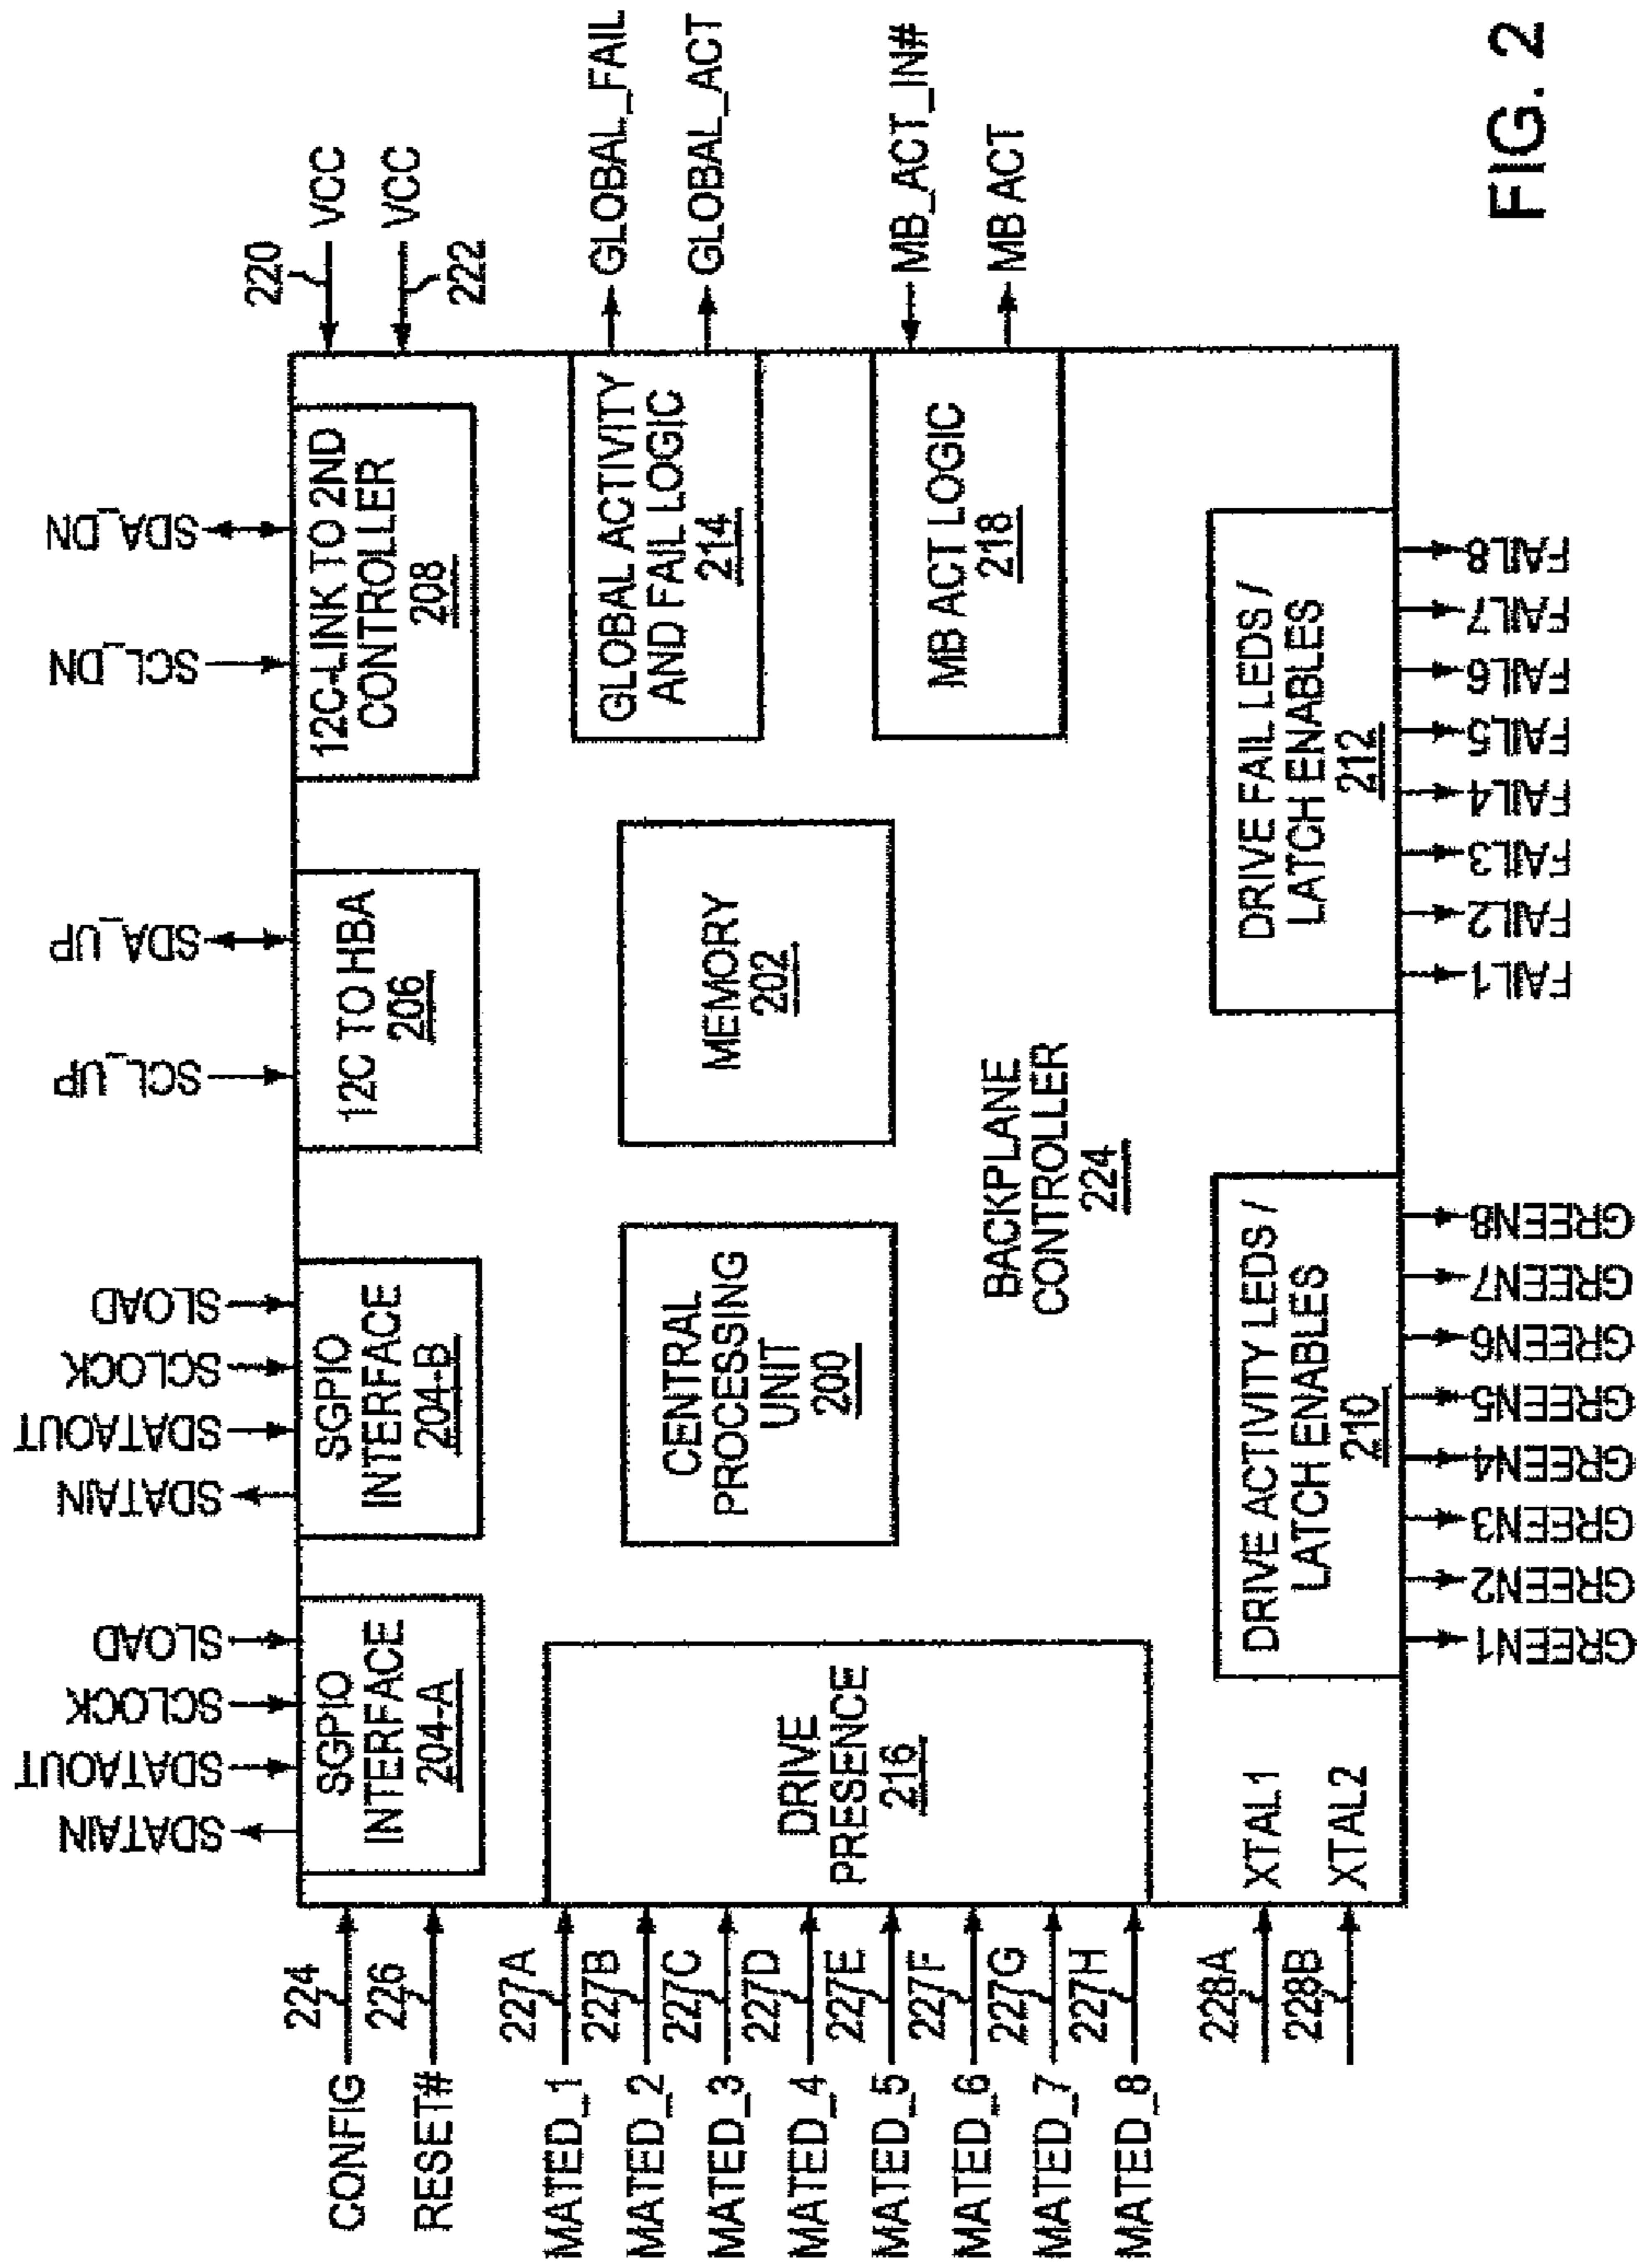 SDATAIN
SDATAOUT
SCLOCK
SLOAD
SDATAIN
SDATAOUT
SCLOCK
SLOAD
SCL_UP
SDA_UP
SCL_DN
SDA_DN
CONFIG
224
RESET#
226
SGPIO
INTERFACE
204-A
SGPIO
INTERFACE
204-B
12C TO HBA
206
12C-LINK TO 2ND
CONTROLLER
208
220
VCC
VCC
222
MATED_1
227A
MATED_2
227B
MATED_3
227C
MATED_4
227D
MATED_5
227E
MATED_6
227F
MATED_7
227G
MATED_8
227H
DRIVE
PRESENCE
216
CENTRAL
PROCESSING
UNIT
200
MEMORY
202
GLOBAL ACTIVITY
AND FAIL LOGIC
214
GLOBAL_FAIL
GLOBAL_ACT
BACKPLANE
CONTROLLER
224
MB ACT LOGIC
218
MB_ACT_IN#
MB ACT
228A
XTAL1
228B
XTAL2
DRIVE ACTIVITY LEDS /
LATCH ENABLES
210
DRIVE FAIL LEDS /
LATCH ENABLES
212
GREEN1
GREEN2
GREEN3
GREEN4
GREEN5
GREEN6
GREEN7
GREEN8
FAIL1
FAIL2
FAIL3
FAIL4
FAIL5
FAIL6
FAIL7
FAIL8
FIG. 2